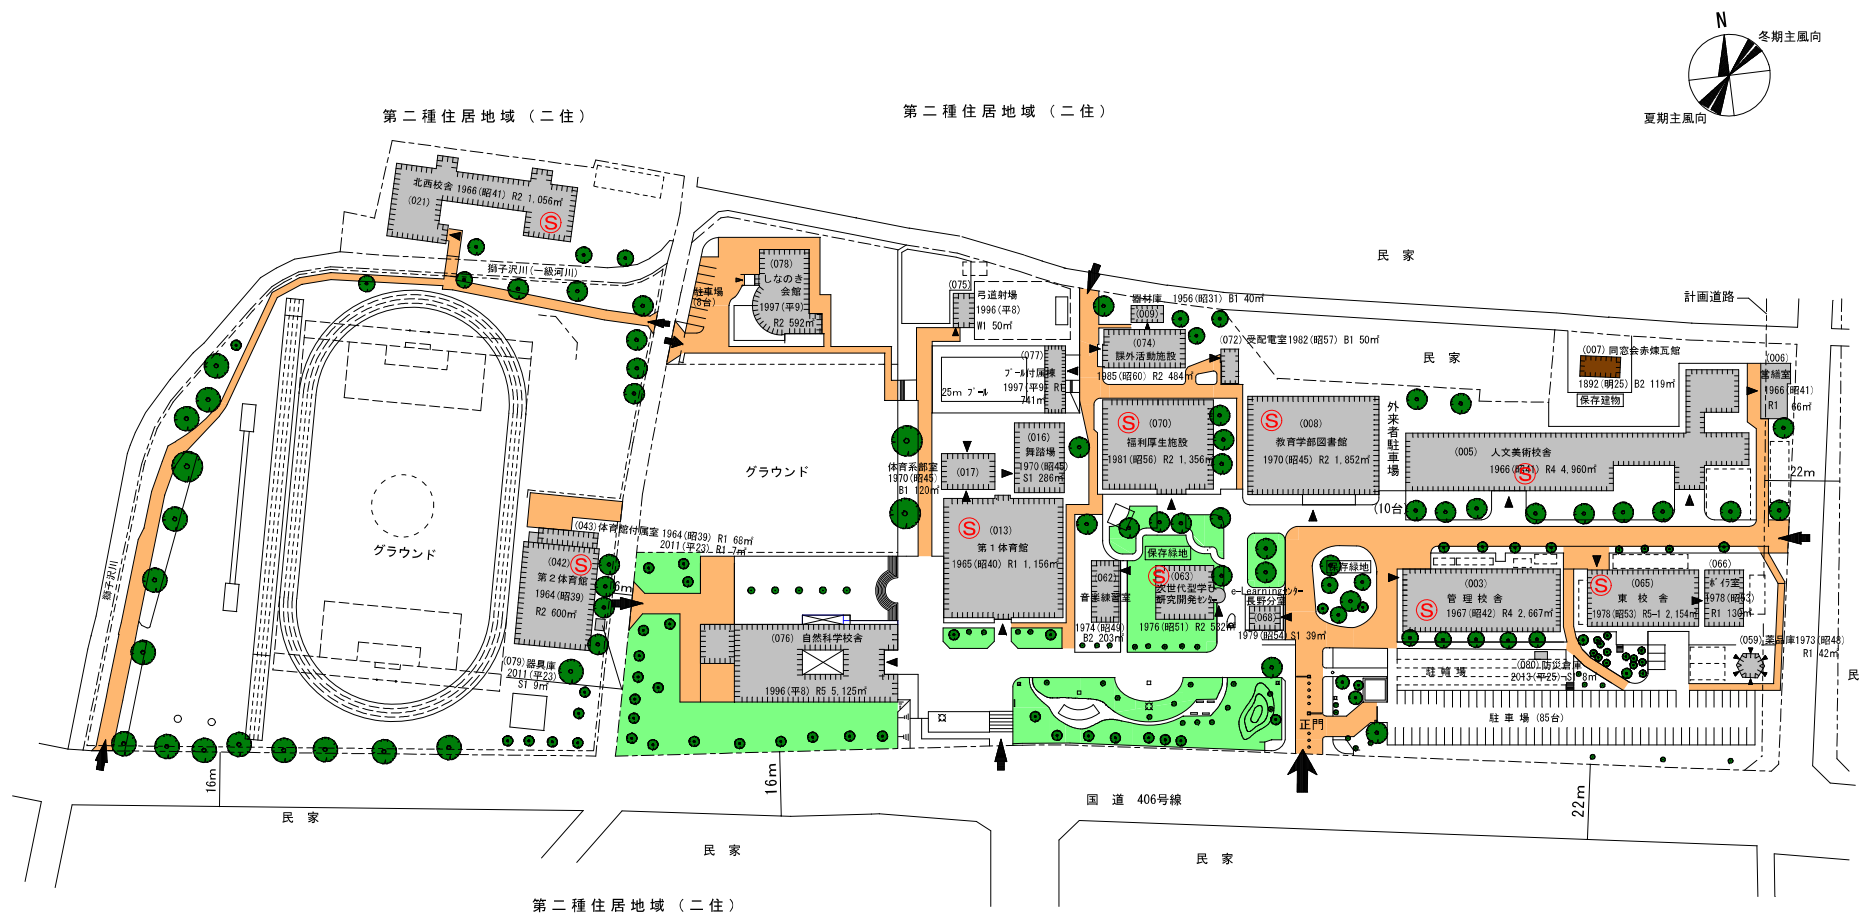 N
冬期主風向
夏期主風向
第二種住居地域（二住）
第二種住居地域（二住）
北西校舎 1966(昭41) R2 1,056㎡
(021)
S
獅子沢川(一級河川)
獅子沢川
駐車場
(8台)
(078)
しなのき
会館
1997(平9)
R2 592㎡
(075)
弓道射場
1996(平8)
W1 50㎡
(077)
プール付属棟
1997(平9) R1
741㎡
25m プール
器材庫 1956(昭31) B1 40㎡
(009)
(074)
課外活動施設
1985(昭60) R2 484㎡
(072) 受配電室1982(昭57) B1 50㎡
民 家
民 家
計画道路
(007) 同窓会赤煉瓦館
1892(明25) B2 119㎡
保存建物
(006)
営繕室
1966(昭41)
R1 66㎡
S
(070)
福利厚生施設
1981(昭56) R2 1,356㎡
S
(008)
教育学部図書館
1970(昭45) R2 1,852㎡
外来者駐車場
(10台)
(005) 人文美術校舎
1966(昭41) R4 4,960㎡
S
22m
(016)
舞踏場
1970(昭45)
S1 286㎡
体育系部室
1970(昭45)
B1 120㎡
(017)
グラウンド
グラウンド
S
(013)
第1体育館
1965(昭40) R1 1,156㎡
(043)体育館付属室 1964(昭39) R1 68㎡
2011(平23) R1 7㎡
(042)
S
第2体育館
1964(昭39)
R2 600㎡
6m
(079)器具庫
2011(平23)
S1 9㎡
(076) 自然科学校舎
1996(平8) R5 5,125㎡
保存緑地
(062)
音楽練習室
1974(昭49)
B2 203㎡
S
(063)
次世代型学び
研究開発センター
1976(昭51) R2 532㎡
e-Learningセンター
長野分室
(068)
1979(昭54) S1 39㎡
保存緑地
(003)
管理校舎
1967(昭42) R4 2,667㎡
S
S
(065)
東校舎
1978(昭53) R5-1 2,154㎡
(066)
ボイラ室
1978(昭53)
R1 130㎡
(059)薬品庫1973(昭48)
R1 42㎡
(080)防災倉庫
2013(平25) S1 8㎡
駐輪場
駐車場 (85台)
正門
16m
16m
22m
国道 406号線
民 家
民 家
民 家
民
第二種住居地域（二住）